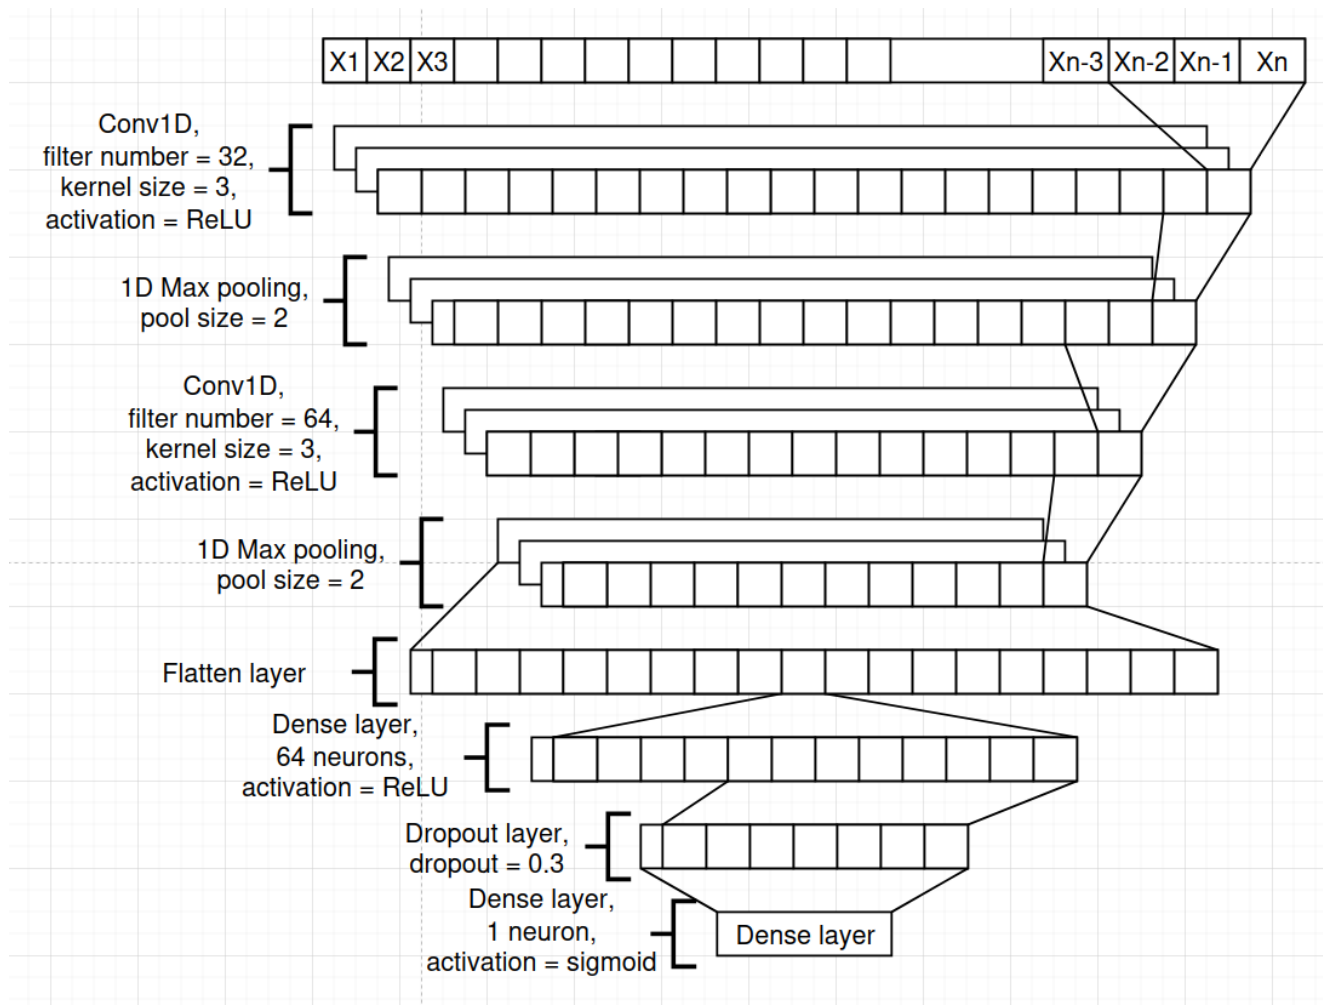 X1 X2 X3 Xn-3 Xn-2 Xn-1 Xn
Conv1D,
filter number = 32,
kernel size = 3,
activation = ReLU
1D Max pooling,
pool size = 2
Conv1D,
filter number = 64,
kernel size = 3,
activation = ReLU
1D Max pooling,
pool size = 2
Flatten layer
Dense layer,
64 neurons,
activation = ReLU
Dropout layer,
dropout = 0.3
Dense layer,
1 neuron,
activation = sigmoid
Dense layer